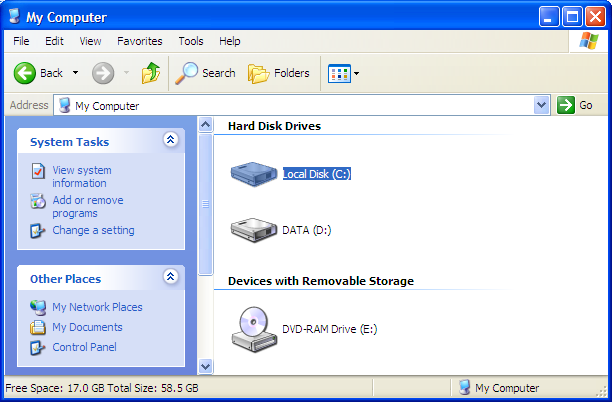 My Computer
File Edit View Favorites Tools Help
Back Search Folders
Address My Computer Go
System Tasks
View system
information
Add or remove
programs
Change a setting
Other Places
My Network Places
My Documents
Control Panel
Hard Disk Drives
Local Disk (C:)
DATA (D:)
Devices with Removable Storage
DVD-RAM Drive (E:)
Free Space: 17.0 GB Total Size: 58.5 GB My Computer